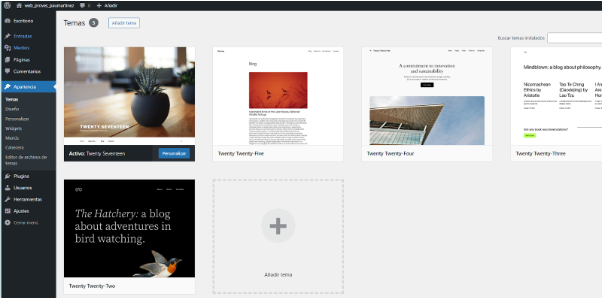 web_proves_paumartinez 0 + Añadir
Escritorio
Entradas
Medios
Páginas
Comentarios
Apariencia
Temas
Diseño
Personalizar
Widgets
Menús
Cabecera
Editor de archivos de temas
Plugins
Usuarios
Herramientas
Ajustes
Cerrar menú
Temas 5 Añadir tema
Buscar temas instalados
TWENTY SEVENTEEN
Activo: Twenty Seventeen Personalizar
Blog
Twenty Twenty-Five
A commitment to innovation
and sustainability
Twenty Twenty-Four
Mindblown: a blog about philosophy.
Nicomachean
Ethics by
Aristotle
Tao Te Ching
(Daodejing) by
Lao Tzu
Twenty Twenty-Three
The Hatchery: a blog
about adventures in
bird watching.
Twenty Twenty-Two
Añadir tema